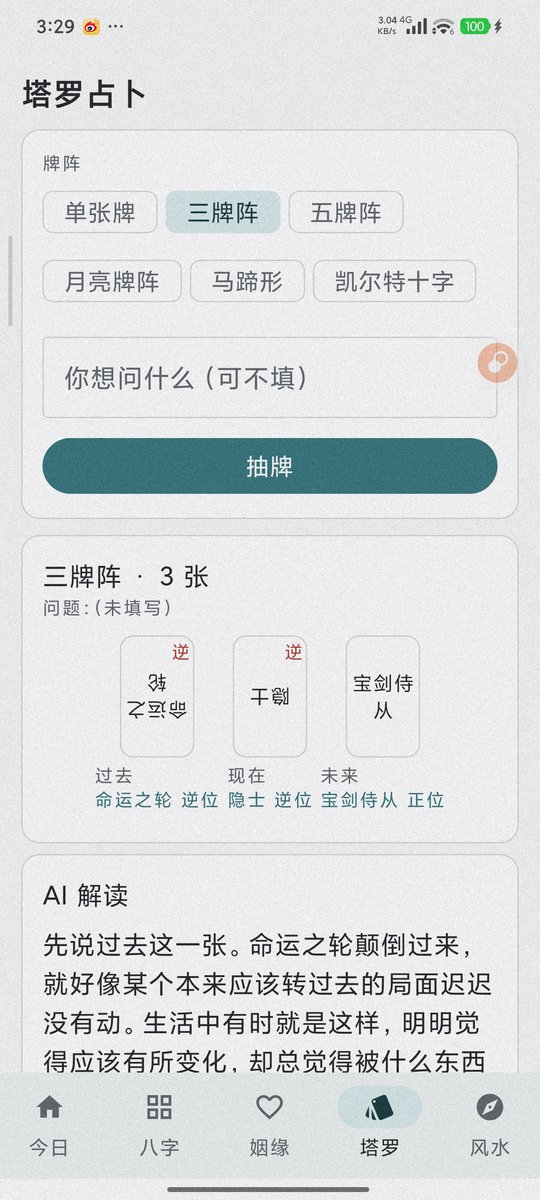 3:29 ··· 3.04 KB/s 4G 6 100
塔罗占卜
牌阵
单张牌 三牌阵 五牌阵
月亮牌阵 马蹄形 凯尔特十字
你想问什么（可不填）
抽牌
三牌阵 · 3 张
问题:（未填写）
逆 逆
命运之轮 隐士 宝剑侍从
过去 现在 未来
命运之轮 逆位 隐士 逆位 宝剑侍从 正位
AI 解读
先说过去这一张。命运之轮颠倒过来，
就好像某个本来应该转过去的局面迟迟
没有动。生活中有时就是这样，明明觉
得应该有所变化，却总觉得被什么东西
今日 八字 姻缘 塔罗 风水